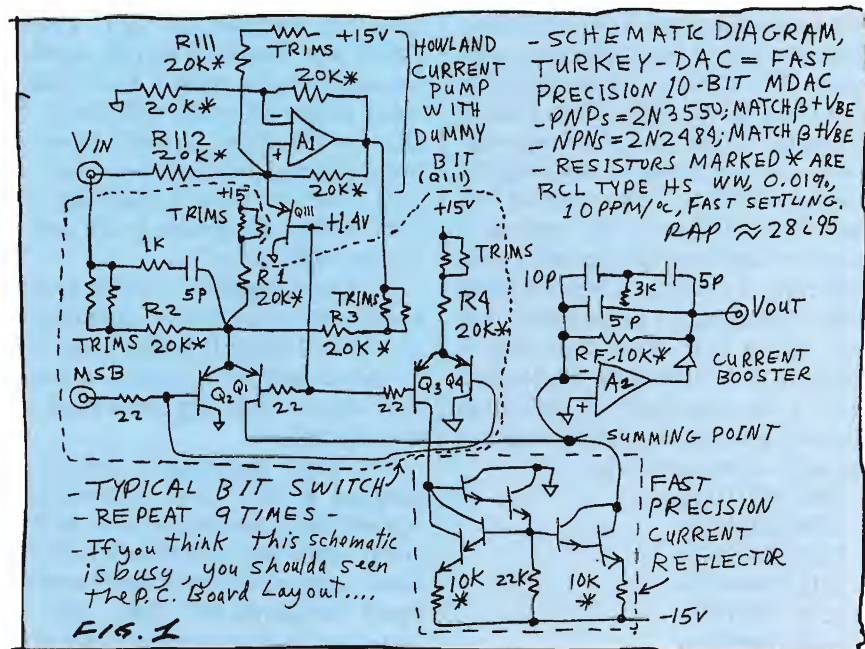 R111
20K*
TRIMS
+15V
20K*
20K*
A1
-
+
VIN
R112
20K*
20K*
HOWLAND
CURRENT
PUMP
WITH
DUMMY
BIT
(Q111)
- SCHEMATIC DIAGRAM,
TURKEY-DAC = FAST
PRECISION 10-BIT MDAC
- PNPs = 2N3550; MATCH β + VBE
- NPNs = 2N2484; MATCH β + VBE
- RESISTORS MARKED * ARE
RCL TYPE HS WW, 0.01%,
10PPM/°C, FAST SETTLING.
RAP ≈ 28 i 95
+15
TRIMS
Q111
+1.4V
+15V
TRIMS
1K
5P
R1
20K*
R2
TRIMS 20K*
TRIMS
R3
20K*
R4
20K*
10P
5P
3K
5P
VOUT
RF-10K*
CURRENT
BOOSTER
A2
-
+
MSB
22
Q2 Q1
22
22
Q3 Q4
SUMMING POINT
- TYPICAL BIT SWITCH
- REPEAT 9 TIMES -
- If you think this schematic
is busy, you shoulda seen
the P.C. Board Layout....
FAST
PRECISION
CURRENT
REFLECTOR
10K
*
22K
10K
*
-15V
FIG. 1